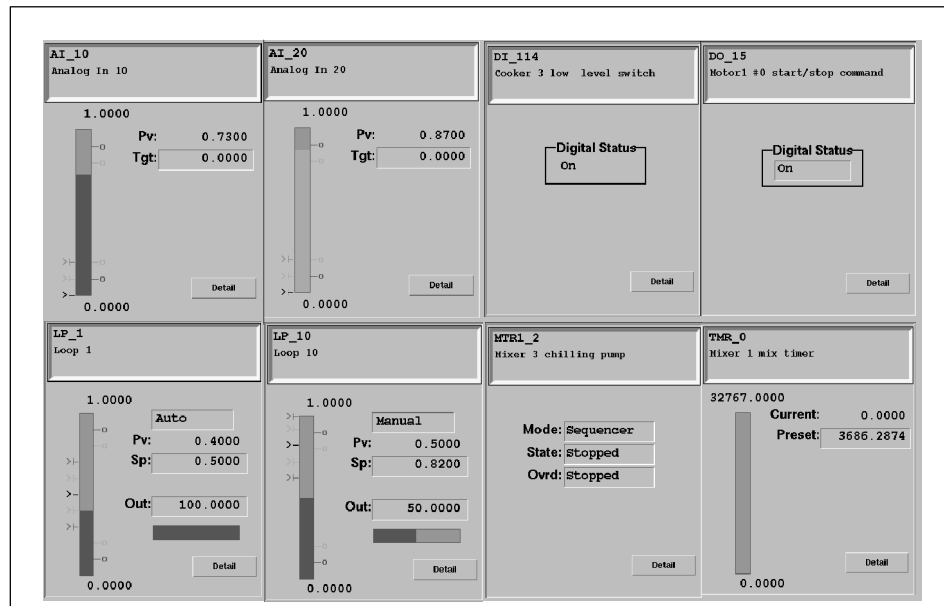 AI_10
Analog In 10
1.0000
Pv: 0.7300
Tgt: 0.0000
Detail
0.0000
AI_20
Analog In 20
1.0000
Pv: 0.8700
Tgt: 0.0000
Detail
0.0000
DI_114
Cooker 3 low level switch
Digital Status
On
Detail
DO_15
Motor1 #0 start/stop command
Digital Status
On
Detail
LP_1
Loop 1
1.0000
Auto
Pv: 0.4000
Sp: 0.5000
Out: 100.0000
Detail
0.0000
LP_10
Loop 10
1.0000
Manual
Pv: 0.5000
Sp: 0.8200
Out: 50.0000
Detail
0.0000
MTR1_2
Mixer 3 chilling pump
Mode: Sequencer
State: Stopped
Ovrd: Stopped
Detail
TMR_0
Mixer 1 mix timer
32767.0000
Current: 0.0000
Preset: 3686.2874
Detail
0.0000